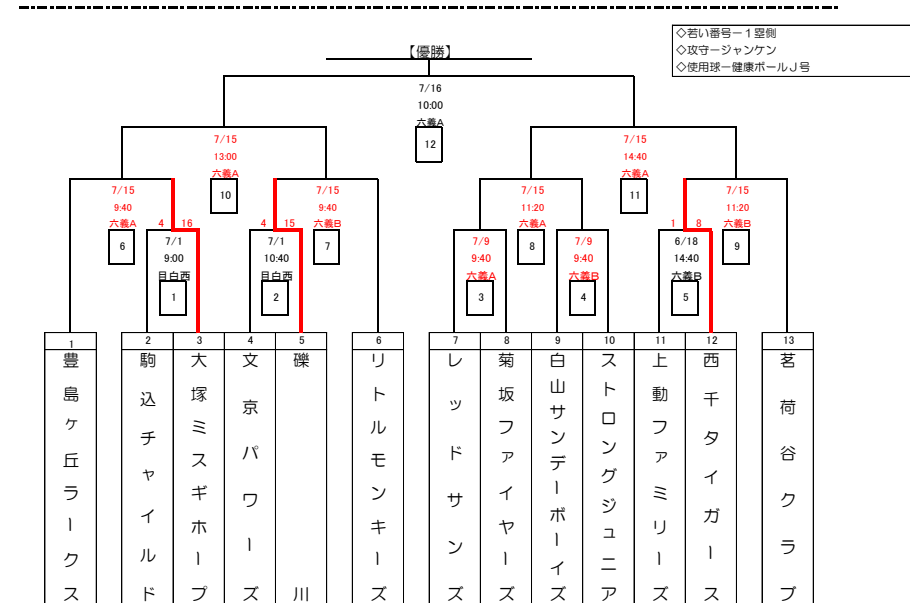 ◇若い番号ー１塁側
◇攻守ージャンケン
◇使用球ー健康ボールＪ号
【優勝】
7/16
10:00
六義A
12
7/15
13:00
六義A
10
7/15
14:40
六義A
11
7/15
9:40
六義A
6
7/15
9:40
六義B
7
7/15
11:20
六義A
8
7/15
11:20
六義B
9
4 16
7/1
9:00
目白西
1
4 15
7/1
10:40
目白西
2
7/9
9:40
六義A
3
7/9
9:40
六義B
4
1 8
6/18
14:40
六義B
5
1
豊島ヶ丘ラークス
2
駒込チャイルド
3
大塚ミスギホープ
4
文京パワーズ
5
礫川
6
リトルモンキーズ
7
レッドサンズ
8
菊坂ファイヤーズ
9
白山サンデーボーイズ
10
ストロングジュニア
11
上動ファミリーズ
12
西千タイガース
13
茗荷谷クラブ